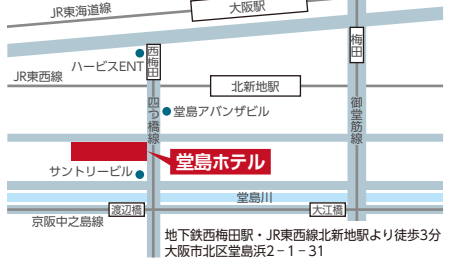 JR東海道線
大阪駅
梅田
西梅田
ハービスENT
JR東西線
北新地駅
四つ橋線
堂島アバンザビル
御堂筋線
堂島ホテル
サントリービル
堂島川
渡辺橋
大江橋
京阪中之島線
地下鉄西梅田駅・JR東西線北新地駅より徒歩3分
大阪市北区堂島浜2-1-31